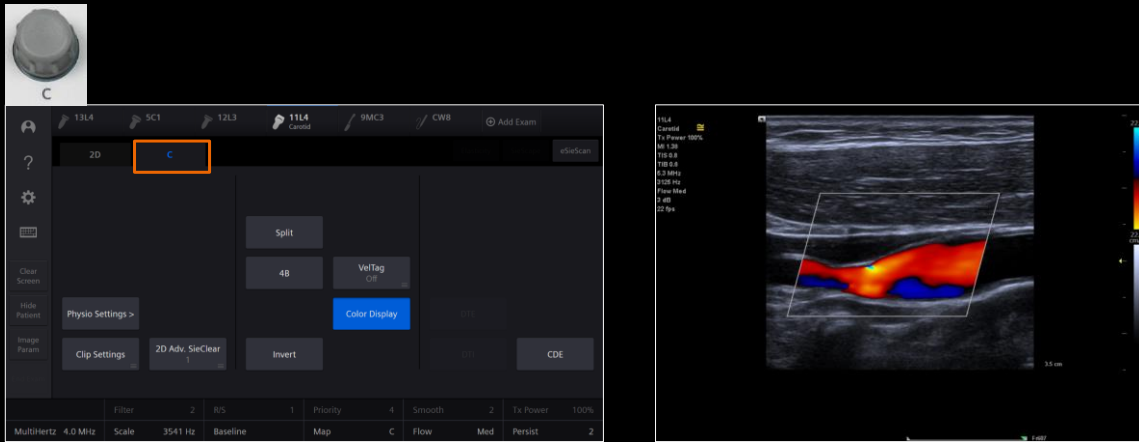 C
13L4
5C1
12L3
11L4
Carotid
9MC3
CW8
Add Exam
2D
C
eSieScan
Split
4B
VelTag
Off
Clear
Screen
Hide
Patient
Physio Settings >
Color Display
Image
Param
Clip Settings
2D Adv. SieClear
1
Invert
CDE
Filter 2
R/S 1
Priority 4
Smooth 2
Tx Power 100%
MultiHertz 4.0 MHz
Scale 3541 Hz
Baseline
Map C
Flow Med
Persist 2
11L4
Carotid
Tx Power 100%
MI 1.30
TIS 0.8
TIB 0.8
6.3 MHz
3125 Hz
Flow Med
3 dB
22 fps
3.5 cm